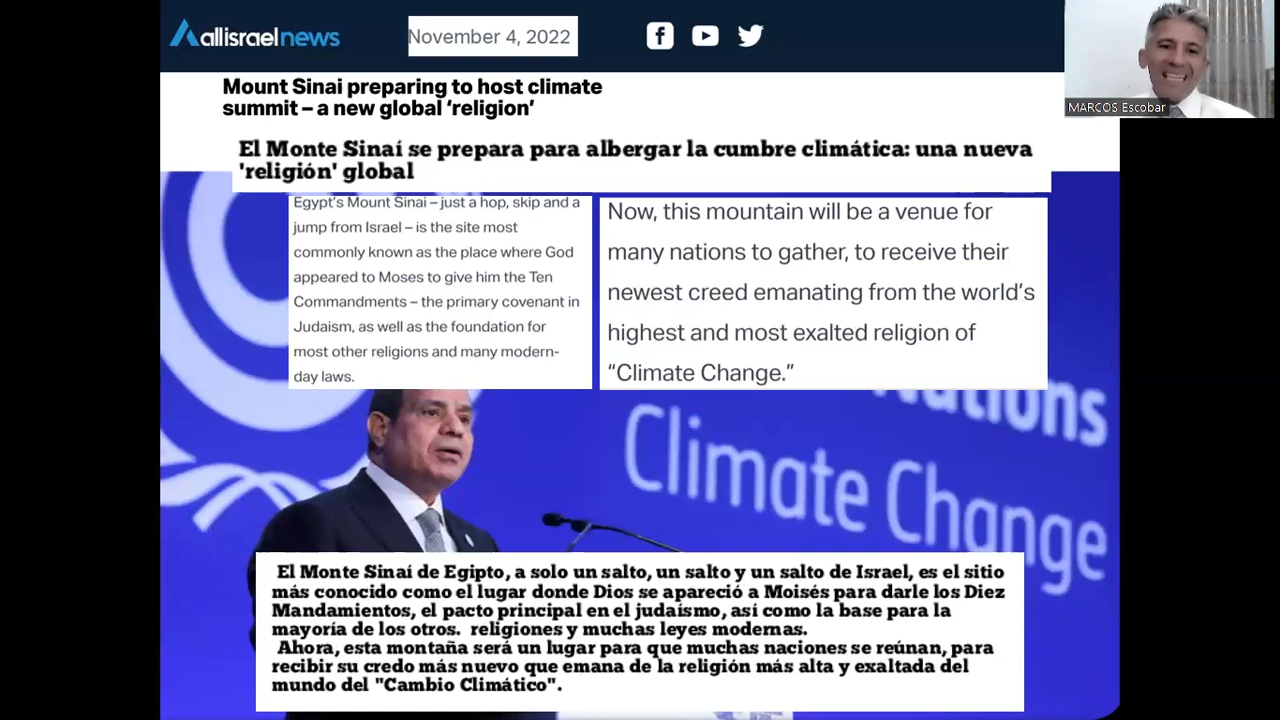 allisraelnews
November 4, 2022
MARCOS Escobar
Mount Sinai preparing to host climate
summit – a new global ‘religion’
El Monte Sinaí se prepara para albergar la cumbre climática: una nueva
'religión' global
Egypt's Mount Sinai – just a hop, skip and a
jump from Israel – is the site most
commonly known as the place where God
appeared to Moses to give him the Ten
Commandments – the primary covenant in
Judaism, as well as the foundation for
most other religions and many modern-
day laws.
Now, this mountain will be a venue for
many nations to gather, to receive their
newest creed emanating from the world's
highest and most exalted religion of
“Climate Change.”
Nations
Climate Change
El Monte Sinaí de Egipto, a solo un salto, un salto y un salto de Israel, es el sitio
más conocido como el lugar donde Dios se apareció a Moisés para darle los Diez
Mandamientos, el pacto principal en el judaísmo, así como la base para la
mayoría de los otros. religiones y muchas leyes modernas.
Ahora, esta montaña será un lugar para que muchas naciones se reúnan, para
recibir su credo más nuevo que emana de la religión más alta y exaltada del
mundo del "Cambio Climático".